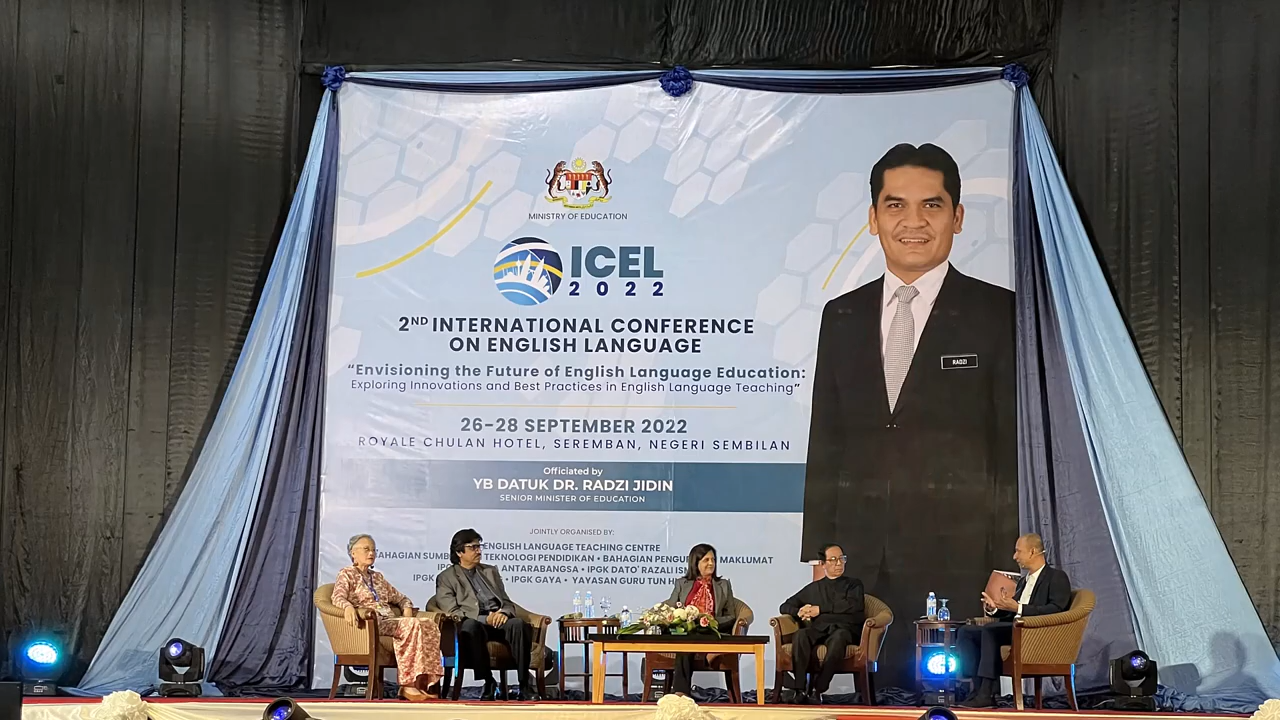 MINISTRY OF EDUCATION
ICEL
2022
2ND INTERNATIONAL CONFERENCE
ON ENGLISH LANGUAGE
"Envisioning the Future of English Language Education:
Exploring Innovations and Best Practices in English Language Teaching"
26-28 SEPTEMBER 2022
ROYALE CHULAN HOTEL, SEREMBAN, NEGERI SEMBILAN
Officiated by
YB DATUK DR. RADZI JIDIN
SENIOR MINISTER OF EDUCATION
RADZI
JOINTLY ORGANISED BY:
ENGLISH LANGUAGE TEACHING CENTRE
TEKNOLOGI PENDIDIKAN • BAHAGIAN MAKLUMAT
ANTARABANGSA • IPGK DATO' RAZALI
IPGK GAYA • YAYASAN GURU TUN